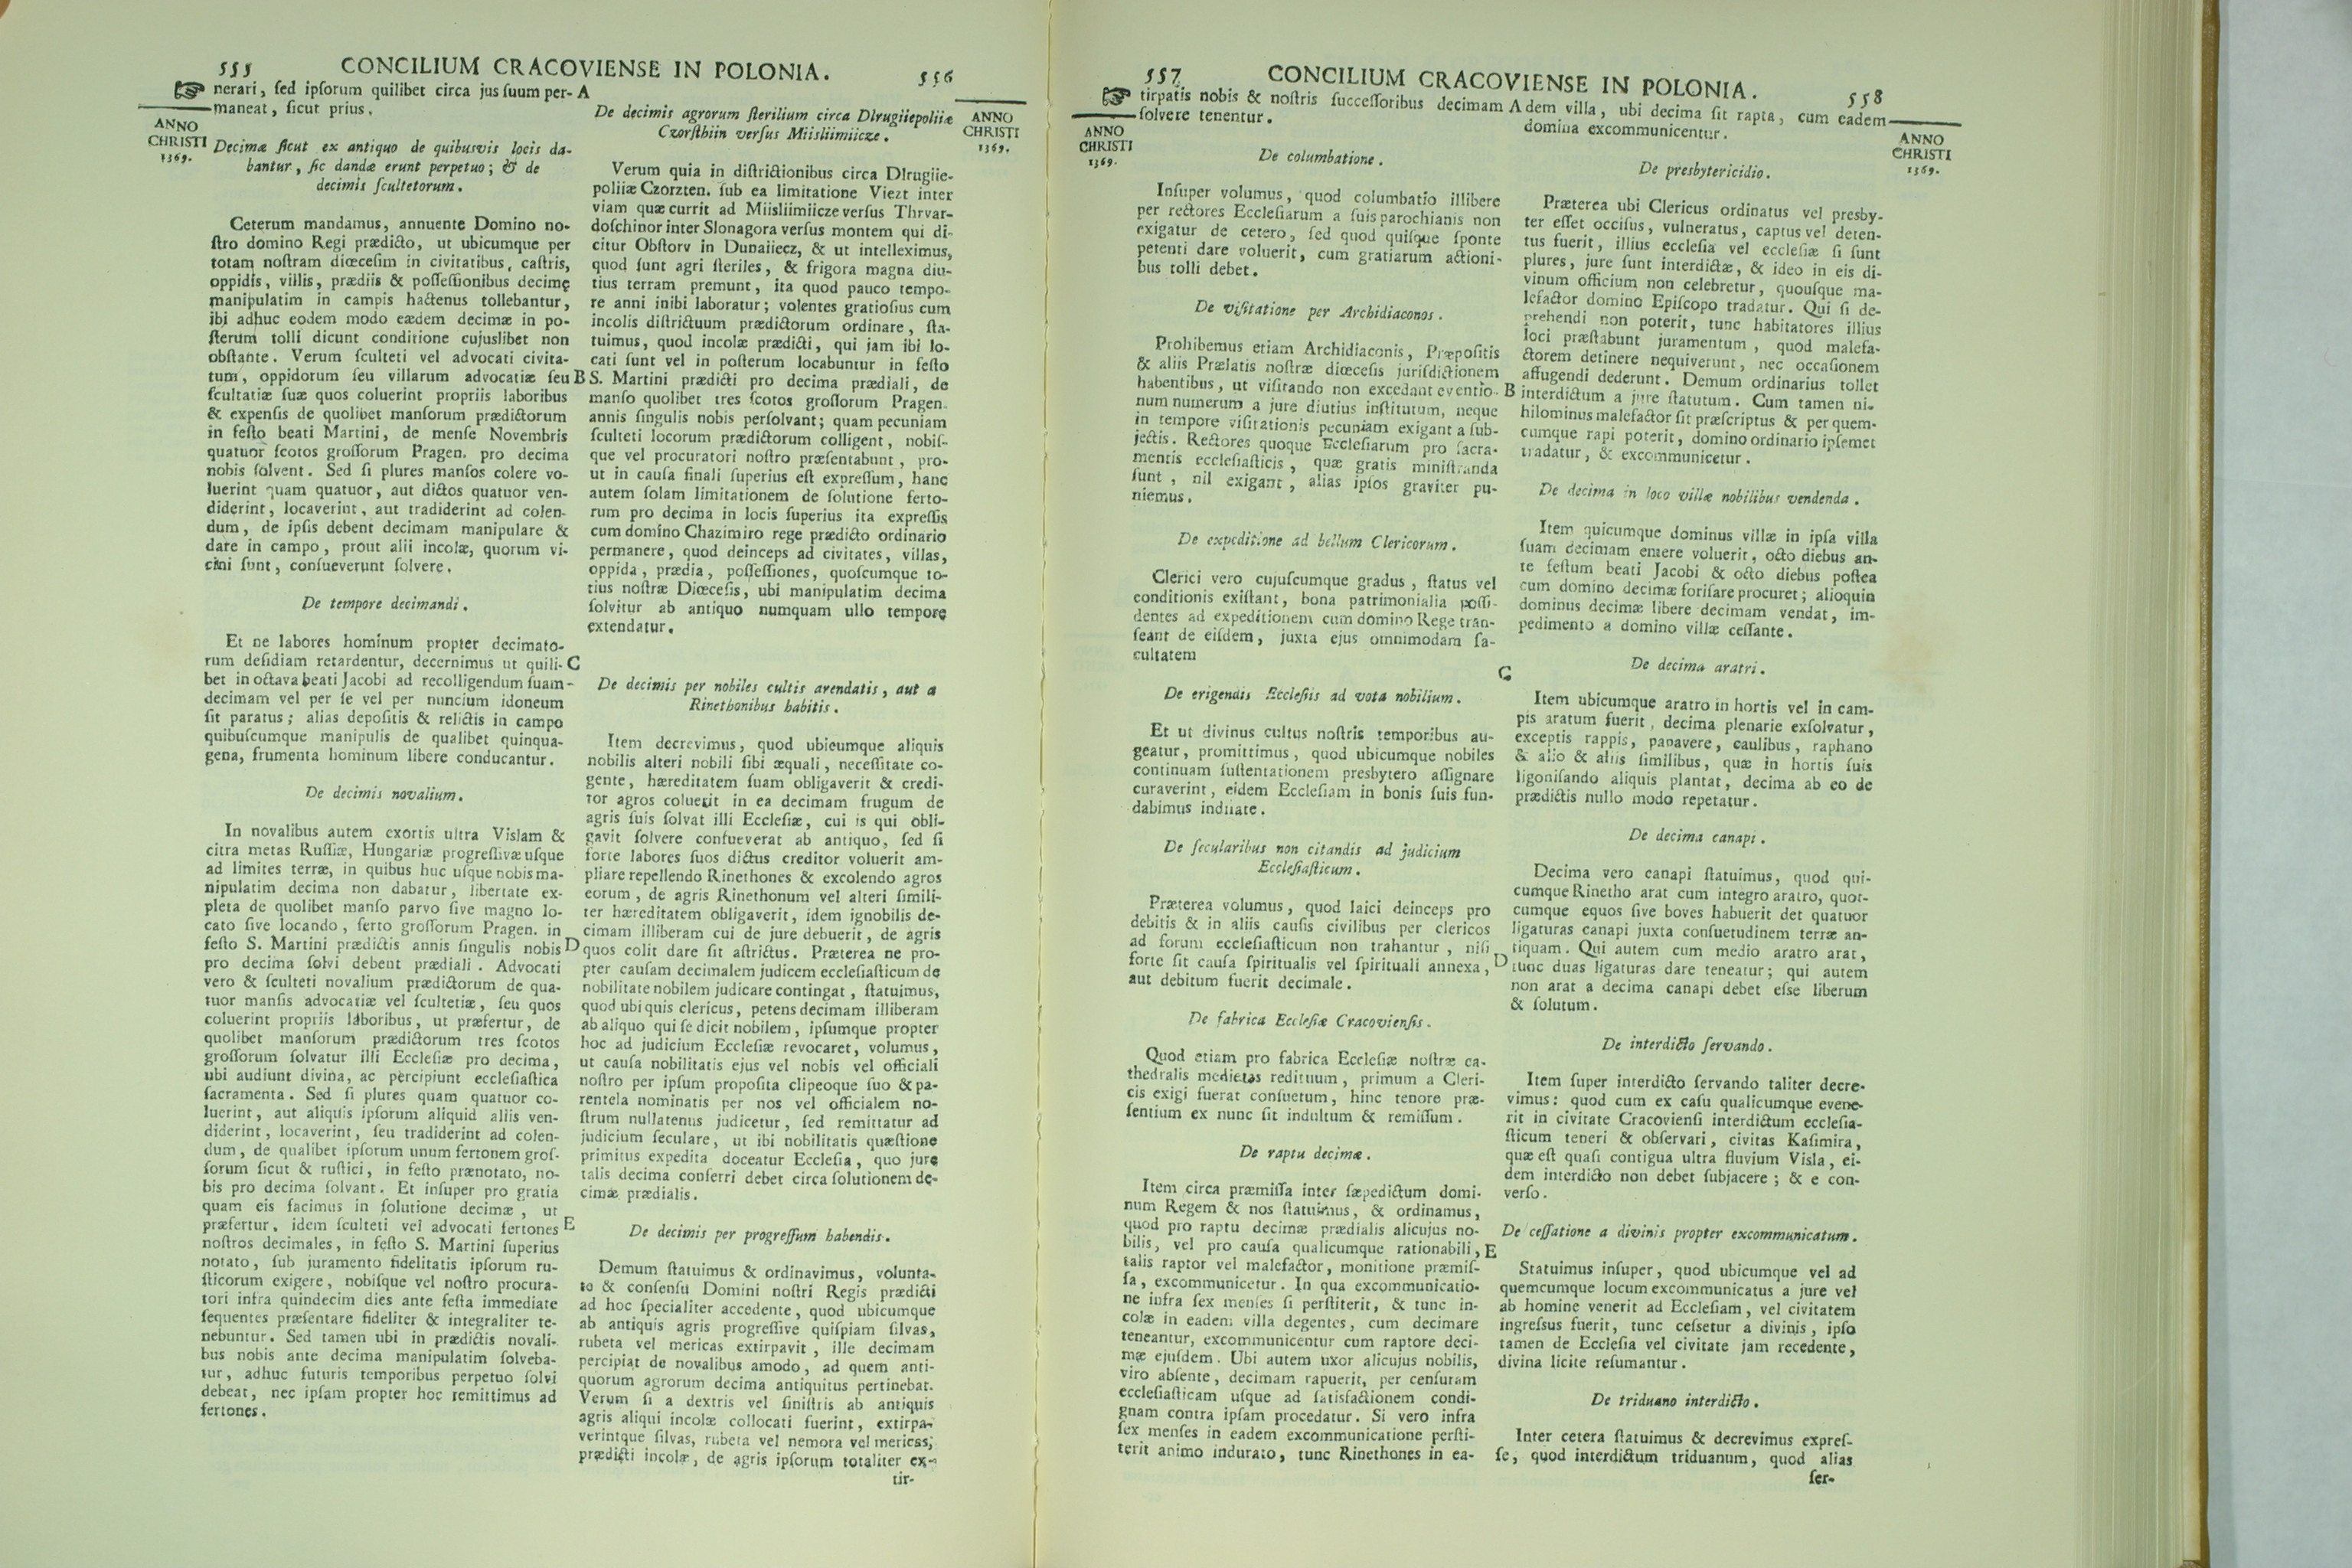 555 CONCILIUM CRACOVIENSE IN POLONIA. 556
ANNO
CHRISTI
1369.
nerari, ſed ipſorum quilibet circa jus ſuum per- A
maneat, ſicut prius.
Decimæ ſicut ex antiquo de quibuſvis locis da-
bantur, ſic dandæ erunt perpetuo; & de
decimis ſcultetorum.
Ceterum mandamus, annuente Domino no-
ſtro domino Regi prædicto, ut ubicumque per
totam noſtram diœceſim in civitatibus, caſtris,
oppidis, villis, prædiis & poſſeſſionibus decimę
manipulatim in campis hactenus tollebantur,
ibi adhuc eodem modo eædem decimæ in po-
ſterum tolli dicunt conditione cujuslibet non
obſtante. Verum ſculteti vel advocati civita-
tum, oppidorum ſeu villarum advocatiæ ſeu B
ſcultatiæ ſuæ quos coluerint propriis laboribus
& expenſis de quolibet manſorum prædictorum
in feſto beati Martini, de menſe Novembris
quatuor ſcotos groſſorum Pragen. pro decima
nobis ſolvent. Sed ſi plures manſos colere vo-
luerint quam quatuor, aut dictos quatuor ven-
diderint, locaverint, aut tradiderint ad colen-
dum, de ipſis debent decimam manipulare &
dare in campo, prout alii incolæ, quorum vi-
cini ſunt, conſueverunt ſolvere.
De tempore decimandi.
Et ne labores hominum propter decimato-
rum deſidiam retardentur, decernimus ut quili- C
bet in octava beati Jacobi ad recolligendum ſuam
decimam vel per ſe vel per nuncium idoneum
ſit paratus; alias depoſitis & relictis in campo
quibuſcumque manipulis de qualibet quinqua-
gena, frumenta hominum libere conducantur.
De decimis novalium.
In novalibus autem exortis ultra Vislam &
citra metas Ruſſiæ, Hungariæ progreſſivæ uſque
ad limites terræ, in quibus huc uſque nobis ma-
nipulatim decima non dabatur, libertate ex-
pleta de quolibet manſo parvo ſive magno lo-
cato ſive locando, ferto groſſorum Pragen. in
feſto S. Martini prædictis annis ſingulis nobis D
pro decima ſolvi debent prædiali. Advocati
vero & ſculteti novalium prædictorum de qua-
tuor manſis advocatiæ vel ſcultetiæ, ſeu quos
coluerint propriis laboribus, ut præfertur, de
quolibet manſorum prædictorum tres ſcotos
groſſorum ſolvatur illi Eccleſiæ pro decima,
ubi audiunt divina, ac percipiunt eccleſiaſtica
ſacramenta. Sed ſi plures quam quatuor co-
luerint, aut aliquis ipſorum aliquid aliis ven-
diderint, locaverint, ſeu tradiderint ad colen-
dum, de qualibet ipſorum unum fertonem groſ-
ſorum ſicut & ruſtici, in feſto prænotato, no-
bis pro decima ſolvant. Et inſuper pro gratia
quam eis facimus in ſolutione decimæ, ut
præfertur, idem ſculteti vel advocati fertones E
noſtros decimales, in feſto S. Martini ſuperius
notato, ſub juramento fidelitatis ipſorum ru-
ſticorum exigere, nobiſque vel noſtro procura-
tori infra quindecim dies ante feſta immediate
ſequentes præſentare fideliter & integraliter te-
nebuntur. Sed tamen ubi in prædictis novali-
bus nobis ante decima manipulatim ſolveba-
tur, adhuc futuris temporibus perpetuo ſolvi
debeat, nec ipſam propter hoc remittimus ad
fertones.
ANNO
CHRISTI
1369.
De decimis agrorum ſterilium circa Dlrugiiepoliiæ
Czorſtbiin verſus Miisliimiicze.
Verum quia in diſtrictionibus circa Dlrugiie-
poliiæ Czorzten. ſub ea limitatione Viezt inter
viam quæ currit ad Miisliimiicze verſus Thrvar-
doſchinor inter Slonagora verſus montem qui di-
citur Obſtorv in Dunaiiecz, & ut intelleximus,
quod ſunt agri ſteriles, & frigora magna diu-
tius terram premunt, ita quod pauco tempo-
re anni inibi laboratur; volentes gratioſius cum
incolis diſtrictuum prædictorum ordinare, ſta-
tuimus, quod incolæ prædicti, qui jam ibi lo-
cati ſunt vel in poſterum locabuntur in feſto
S. Martini prædicti pro decima prædiali, de
manſo quolibet tres ſcotos groſſorum Pragen.
annis ſingulis nobis perſolvant; quam pecuniam
ſculteti locorum prædictorum colligent, nobiſ-
que vel procuratori noſtro præſentabunt, pro-
ut in cauſa finali ſuperius eſt expreſſum, hanc
autem ſolam limitationem de ſolutione ferto-
rum pro decima in locis ſuperius ita expreſſis
cum domino Chazimiro rege prædicto ordinario
permanere, quod deinceps ad civitates, villas,
oppida, prædia, poſſeſſiones, quoſcumque to-
tius noſtræ Diœceſis, ubi manipulatim decima
ſolvitur ab antiquo numquam ullo tempore
extendatur.
De decimis per nobiles cultis arendatis, aut a
Rinethonibus habitis.
Item decrevimus, quod ubicumque aliquis
nobilis alteri nobili ſibi æquali, neceſſitate co-
gente, hæreditatem ſuam obligaverit & credi-
tor agros coluerit in ea decimam frugum de
agris ſuis ſolvat illi Eccleſiæ, cui is qui obli-
gavit ſolvere conſueverat ab antiquo, ſed ſi
forte labores ſuos dictus creditor voluerit am-
pliare repellendo Rinethones & excolendo agros
eorum, de agris Rinethonum vel alteri ſimili-
ter hæreditatem obligaverit, idem ignobilis de-
cimam illiberam cui de jure debuerit, de agris
quos colit dare ſit aſtrictus. Præterea ne pro-
pter cauſam decimalem judicem eccleſiaſticum de
nobilitate nobilem judicare contingat, ſtatuimus,
quod ubi quis clericus, petens decimam illiberam
ab aliquo qui ſe dicit nobilem, ipſumque propter
hoc ad judicium Eccleſiæ revocaret, volumus,
ut cauſa nobilitatis ejus vel nobis vel officiali
noſtro per ipſum propoſita clipeoque ſuo & pa-
rentela nominatis per nos vel officialem no-
ſtrum nullatenus judicetur, ſed remittatur ad
judicium ſeculare, ut ibi nobilitatis quæſtione
primitus expedita doceatur Eccleſia, quo jure
talis decima conferri debet circa ſolutionem de-
cimæ prædialis.
De decimis per progreſſum habendis.
Demum ſtatuimus & ordinavimus, volunta-
te & conſenſu Domini noſtri Regis prædicti
ad hoc ſpecialiter accedente, quod ubicumque
ab antiquis agris progreſſive quiſpiam ſilvas,
rubeta vel mericas extirpavit, ille decimam
percipiat de novalibus amodo, ad quem anti-
quorum agrorum decima antiquitus pertinebat.
Verum ſi a dextris vel ſiniſtris ab antiquis
agris aliqui incolæ collocati fuerint, extirpa-
verintque ſilvas, rubeta vel nemora vel mericas;
prædicti incolæ, de agris ipſorum totaliter ex-
tir-
557 CONCILIUM CRACOVIENSE IN POLONIA. 558
ANNO
CHRISTI
1369.
tirpatis nobis & noſtris ſucceſſoribus decimam A
ſolvere tenentur.
De columbatione.
Inſuper volumus, quod columbatio illibere
per rectores Eccleſiarum a ſuis parochianis non
exigatur de cetero, ſed quod quiſque ſponte
petenti dare voluerit, cum gratiarum actioni-
bus tolli debet.
De viſitatione per Archidiaconos.
Prohibemus etiam Archidiaconis, Præpoſitis
& aliis Prælatis noſtræ diœceſis juriſdictionem
habentibus, ut viſitando non excedant eventio- B
num numerum a jure diutius inſtitutum, neque
in tempore viſitationis pecuniam exigant a ſub-
jectis. Rectores quoque Eccleſiarum pro ſacra-
mentis eccleſiaſticis, quæ gratis miniſtranda
ſunt, nil exigant, alias ipſos graviter pu-
niemus.
De expeditione ad bellum Clericorum.
Clerici vero cujuſcumque gradus, ſtatus vel
conditionis exiſtant, bona patrimonialia poſſi-
dentes ad expeditionem cum domino Rege tran-
ſeant de eiſdem, juxta ejus omnimodam fa-
cultatem
C
De erigendis Eccleſiis ad vota nobilium.
Et ut divinus cultus noſtris temporibus au-
geatur, promittimus, quod ubicumque nobiles
continuam ſuſtentationem presbytero aſſignare
curaverint, eidem Eccleſiam in bonis ſuis fun-
dabimus induate.
De ſecularibus non citandis ad judicium
Eccleſiaſticum.
Præterea volumus, quod laici deinceps pro
debitis & in aliis cauſis civilibus per clericos
ad forum eccleſiaſticum non trahantur, niſi
forte ſit cauſa ſpiritualis vel ſpirituali annexa, D
aut debitum fuerit decimale.
De fabrica Eccleſiæ Cracovienſis.
Quod etiam pro fabrica Eccleſiæ noſtræ ca-
thedralis medietas redituum, primum a Cleri-
cis exigi fuerat conſuetum, hinc tenore præ-
ſentium ex nunc ſit indultum & remiſſum.
De raptu decimæ.
Item circa præmiſſa inter ſæpedictum domi-
num Regem & nos ſtatuimus, & ordinamus,
quod pro raptu decimæ prædialis alicujus no-
bilis, vel pro cauſa qualicumque rationabili, E
talis raptor vel malefactor, monitione præmiſ-
ſa, excommunicetur. In qua excommunicatio-
ne infra ſex menſes ſi perſtiterit, & tunc in-
colæ in eadem villa degentes, cum decimare
teneantur, excommunicentur cum raptore deci-
mæ ejuſdem. Ubi autem uxor alicujus nobilis,
viro abſente, decimam rapuerit, per cenſuram
eccleſiaſticam uſque ad ſatisfactionem condi-
gnam contra ipſam procedatur. Si vero infra
ſex menſes in eadem excommunicatione perſti-
terit animo indurato, tunc Rinethones in ea-
ANNO
CHRISTI
1369.
dem villa, ubi decima ſit rapta, cum eadem
domina excommunicentur.
De presbytericidio.
Præterea ubi Clericus ordinatus vel presby-
ter eſſet occiſus, vulneratus, captus vel deten-
tus fuerit, illius eccleſia vel eccleſiæ ſi ſunt
plures, jure ſunt interdictæ, & ideo in eis di-
vinum officium non celebretur, quouſque ma-
lefactor domino Epiſcopo tradatur. Qui ſi de-
prehendi non poterit, tunc habitatores illius
loci præſtabunt juramentum, quod malefa-
ctorem detinere nequiverunt, nec occaſionem
affugendi dederunt. Demum ordinarius tollet
interdictum a jure ſtatutum. Cum tamen ni-
hilominus malefactor ſit præſcriptus & per quem-
cumque rapi poterit, domino ordinario ipſemet
tradatur, & excommunicetur.
De decima in loco villæ nobilibus vendenda.
Item quicumque dominus villæ in ipſa villa
ſuam decimam emere voluerit, octo diebus an-
te feſtum beati Jacobi & octo diebus poſtea
cum domino decimæ foriſare procuret; alioquin
dominus decimæ libere decimam vendat, im-
pedimento a domino villæ ceſſante.
De decima aratri.
Item ubicumque aratro in hortis vel in cam-
pis aratum fuerit, decima plenarie exſolvatur,
exceptis rappis, papavere, caulibus, raphano
& alio & aliis ſimilibus, quæ in hortis ſuis
ligoniſando aliquis plantat, decima ab eo de
prædictis nullo modo repetatur.
De decima canapi.
Decima vero canapi ſtatuimus, quod qui-
cumque Rinetho arat cum integro aratro, quot-
cumque equos ſive boves habuerit det quatuor
ligaturas canapi juxta conſuetudinem terræ an-
tiquam. Qui autem cum medio aratro arat,
tunc duas ligaturas dare teneatur; qui autem
non arat a decima canapi debet eſse liberum
& ſolutum.
De interdicto ſervando.
Item ſuper interdicto ſervando taliter decre-
vimus: quod cum ex caſu qualicumque evene-
rit in civitate Cracovienſi interdictum eccleſia-
ſticum teneri & obſervari, civitas Kaſimira,
quæ eſt quaſi contigua ultra fluvium Visla, ei-
dem interdicto non debet ſubjacere; & e con-
verſo.
De ceſſatione a divinis propter excommunicatum.
Statuimus inſuper, quod ubicumque vel ad
quemcumque locum excommunicatus a jure vel
ab homine venerit ad Eccleſiam, vel civitatem
ingreſsus fuerit, tunc ceſsetur a divinis, ipſo
tamen de Eccleſia vel civitate jam recedente,
divina licite reſumantur.
De triduano interdicto.
Inter cetera ſtatuimus & decrevimus expreſ-
ſe, quod interdictum triduanum, quod alias
ſer-